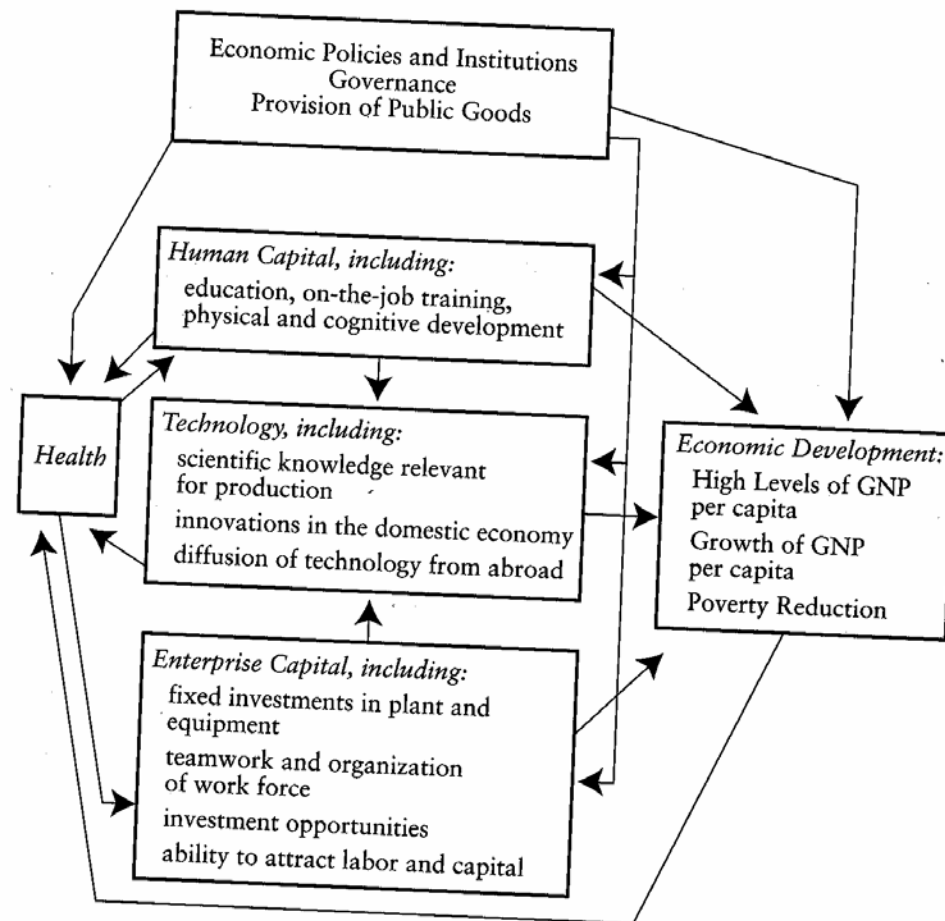 Economic Policies and Institutions
Governance
Provision of Public Goods
Human Capital, including:
education, on-the-job training,
physical and cognitive development
Health
Technology, including:
scientific knowledge relevant
for production
innovations in the domestic economy
diffusion of technology from abroad
Economic Development:
High Levels of GNP
per capita
Growth of GNP
per capita
Poverty Reduction
Enterprise Capital, including:
fixed investments in plant and
equipment
teamwork and organization
of work force
investment opportunities
ability to attract labor and capital